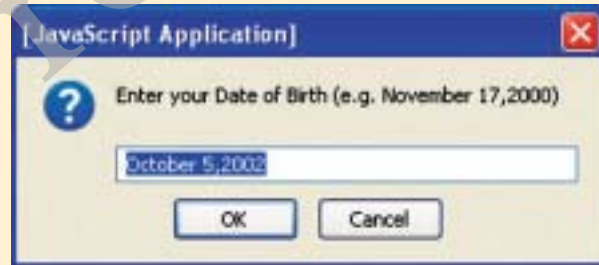 [JavaScript Application]
Enter your Date of Birth (e.g. November 17,2000)
October 5,2002
OK
Cancel